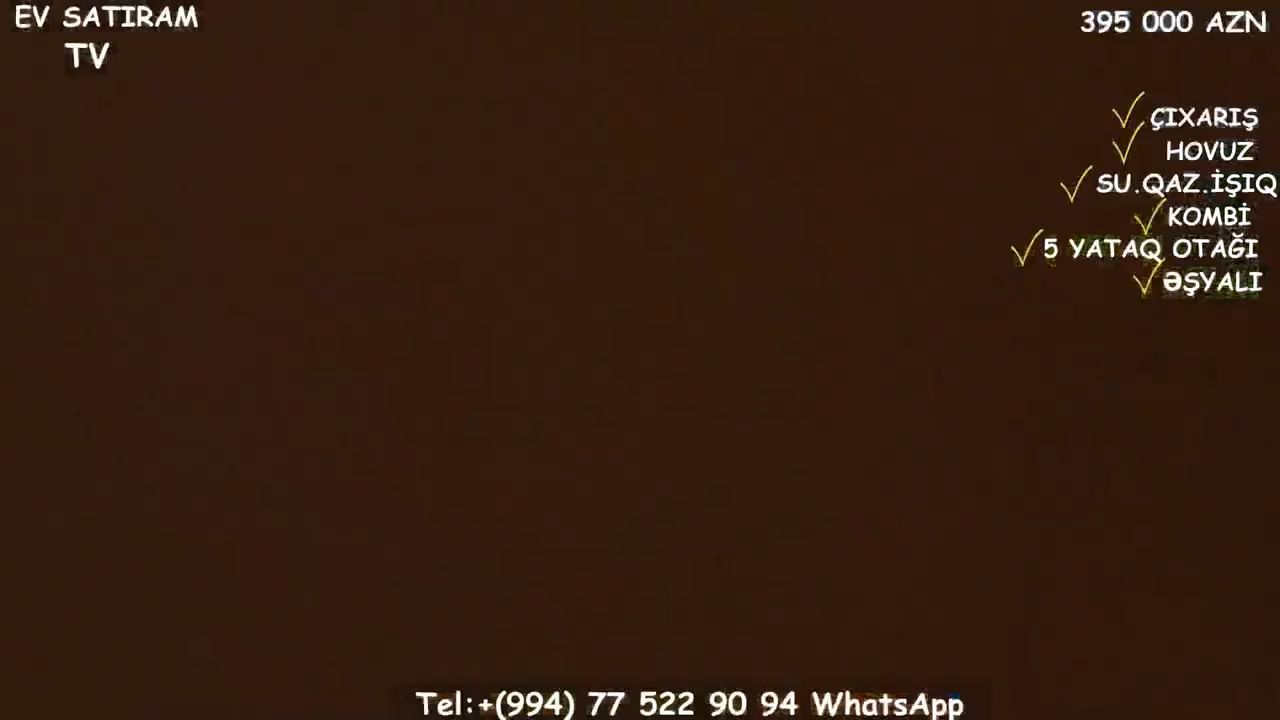 EV SATIRAM
TV
395 000 AZN
ÇIXARIŞ
HOVUZ
SU.QAZ.İŞIQ
KOMBİ
5 YATAQ OTAĞI
ƏŞYALI
Tel:+(994) 77 522 90 94 WhatsApp